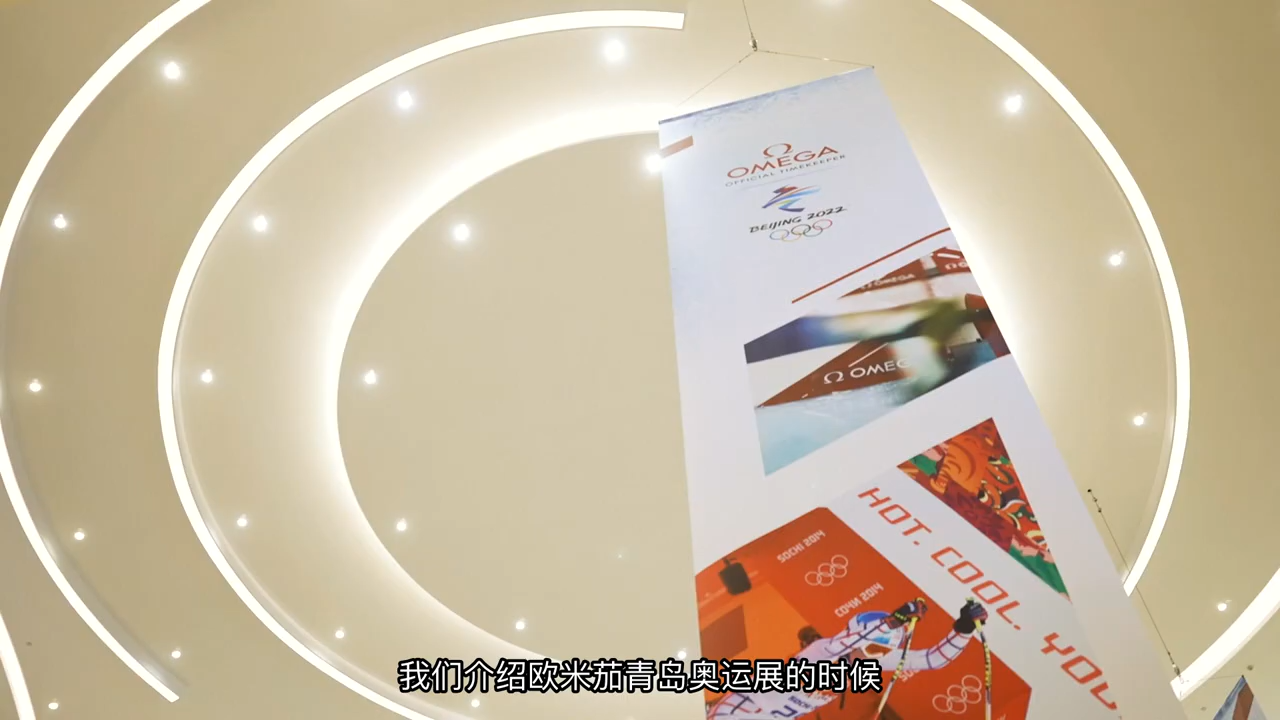 Ω
OMEGA
OFFICIAL TIMEKEEPER
BEIJING 2022
Ω OMEGA
Ω OMEG
HOT. COOL. YOU
SOCHI 2014
СОЧИ 2014
我们介绍欧米茄青岛奥运展的时候